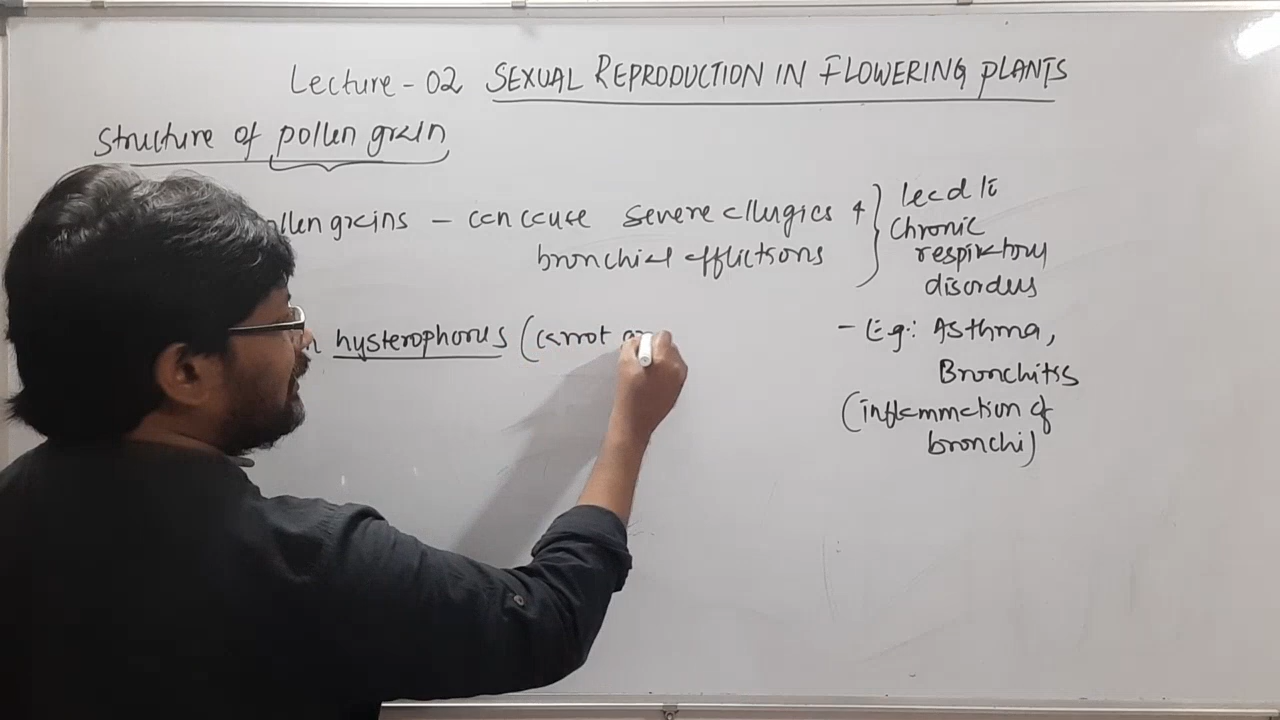 Lecture - 02 SEXUAL REPRODUCTION IN FLOWERING PLANTS
Structure of pollen grain
ollen grains - can cause severe allergies & } lead to
bronchial afflictions
chronic
respiratory
disorders
hysterophorus (carrot
- Eg: Asthma,
Bronchitis
(inflammation of
bronchi)